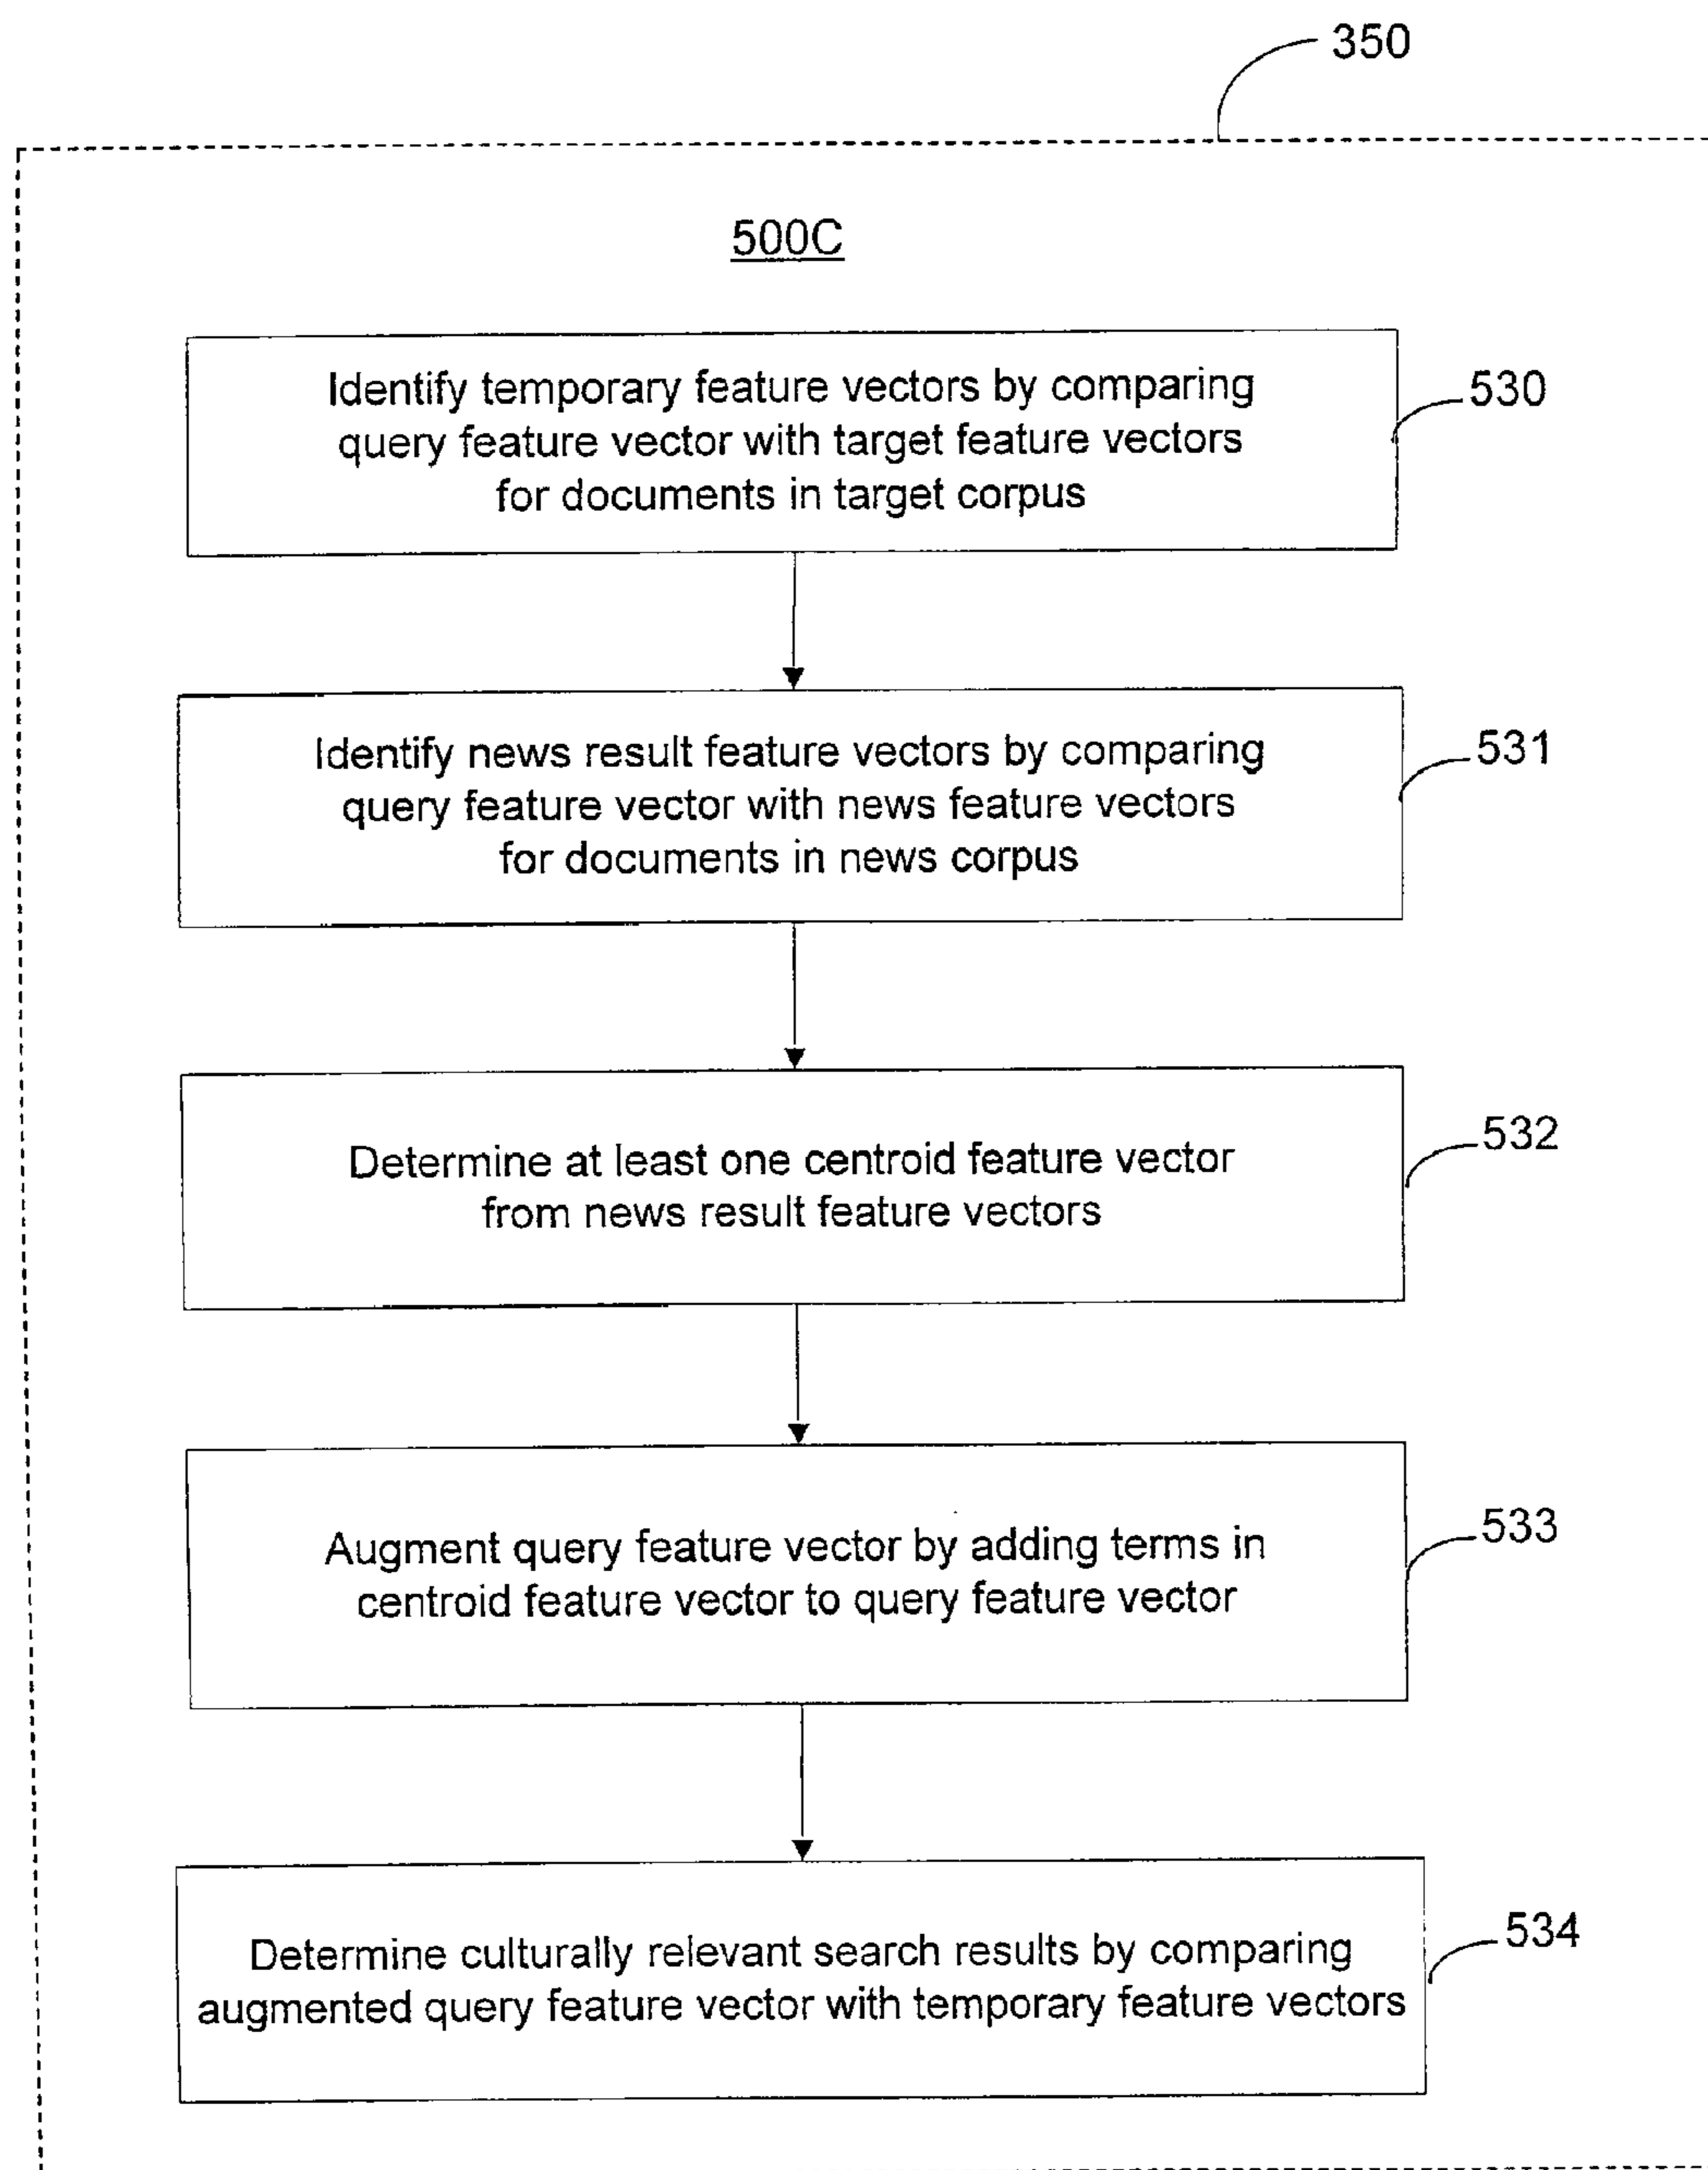 350
500C
Identify temporary feature vectors by comparing
query feature vector with target feature vectors
for documents in target corpus
530
Identify news result feature vectors by comparing
query feature vector with news feature vectors
for documents in news corpus
531
Determine at least one centroid feature vector
from news result feature vectors
532
Augment query feature vector by adding terms in
centroid feature vector to query feature vector
533
Determine culturally relevant search results by comparing
augmented query feature vector with temporary feature vectors
534